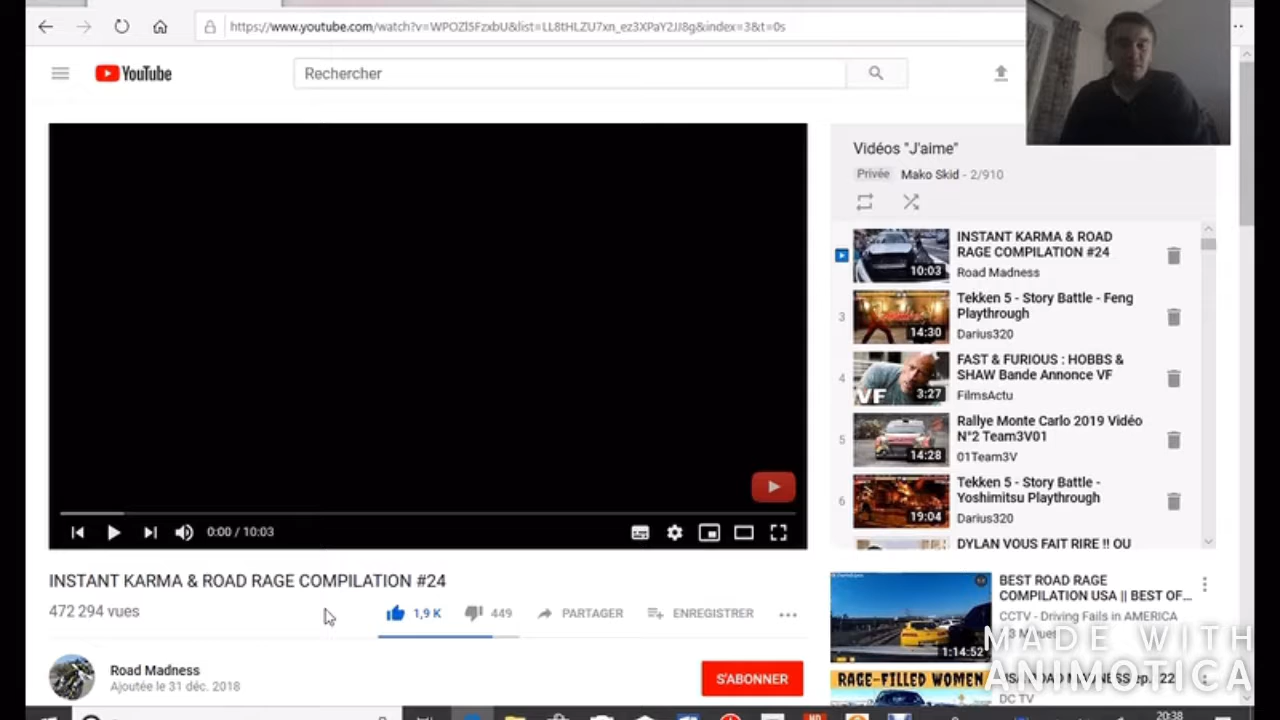 https://www.youtube.com/watch?v=WPOZl5FzxbU&list=LL8tHLZU7xn_ez3XPaY2JJ8g&index=3&t=0s
YouTube
Rechercher
Vidéos "J'aime"
Privée Mako Skid - 2/910
INSTANT KARMA & ROAD
RAGE COMPILATION #24
10:03
Road Madness
3
Tekken 5 - Story Battle - Feng
Playthrough
14:30
Darius320
4
FAST & FURIOUS : HOBBS &
SHAW Bande Annonce VF
VF
3:27
FilmsActu
5
Rallye Monte Carlo 2019 Vidéo
N°2 Team3V01
14:28
01Team3V
6
Tekken 5 - Story Battle -
Yoshimitsu Playthrough
19:04
Darius320
DYLAN VOUS FAIT RIRE !! OU
0:00 / 10:03
INSTANT KARMA & ROAD RAGE COMPILATION #24
472 294 vues
1,9 K
449
PARTAGER
ENREGISTRER
Road Madness
Ajoutée le 31 déc. 2018
S'ABONNER
BEST ROAD RAGE
COMPILATION USA || BEST OF...
CCTV - Driving Fails in AMERICA
1:14:52
MADE WITH
ANIMOTICA
RAGE-FILLED WOMEN
DC TV
20:38